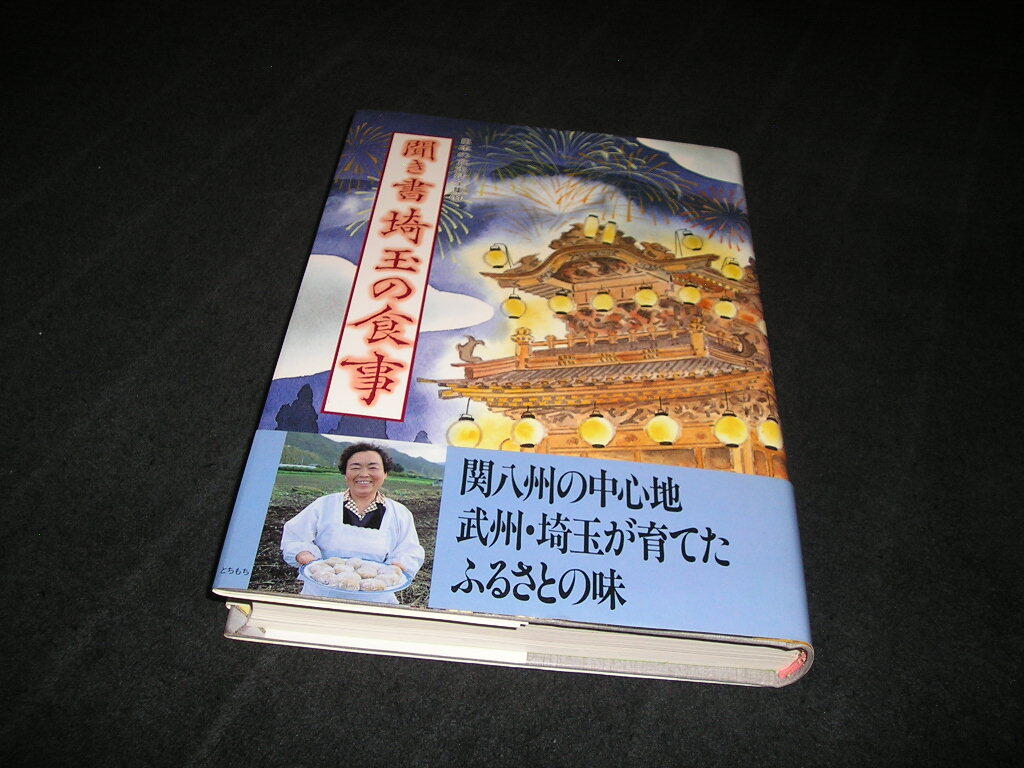 聞き書 埼玉の食事
関八州の中心地
武州・埼玉が育てた
ふるさとの味
とちもち